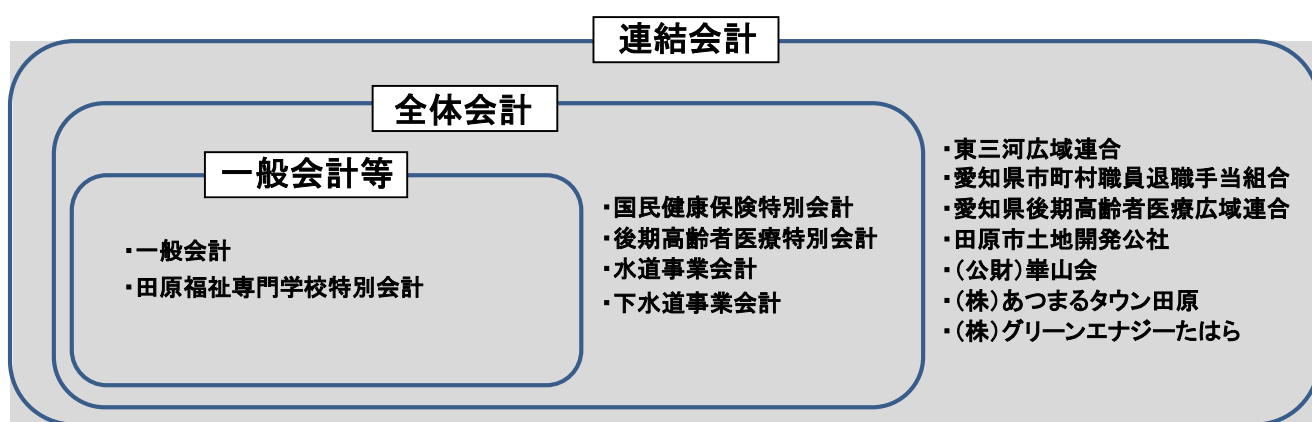 連結会計
全体会計
一般会計等
・一般会計
・田原福祉専門学校特別会計
・国民健康保険特別会計
・後期高齢者医療特別会計
・水道事業会計
・下水道事業会計
・東三河広域連合
・愛知県市町村職員退職手当組合
・愛知県後期高齢者医療広域連合
・田原市土地開発公社
・(公財)崋山会
・(株)あつまるタウン田原
・(株)グリーンエナジーたはら